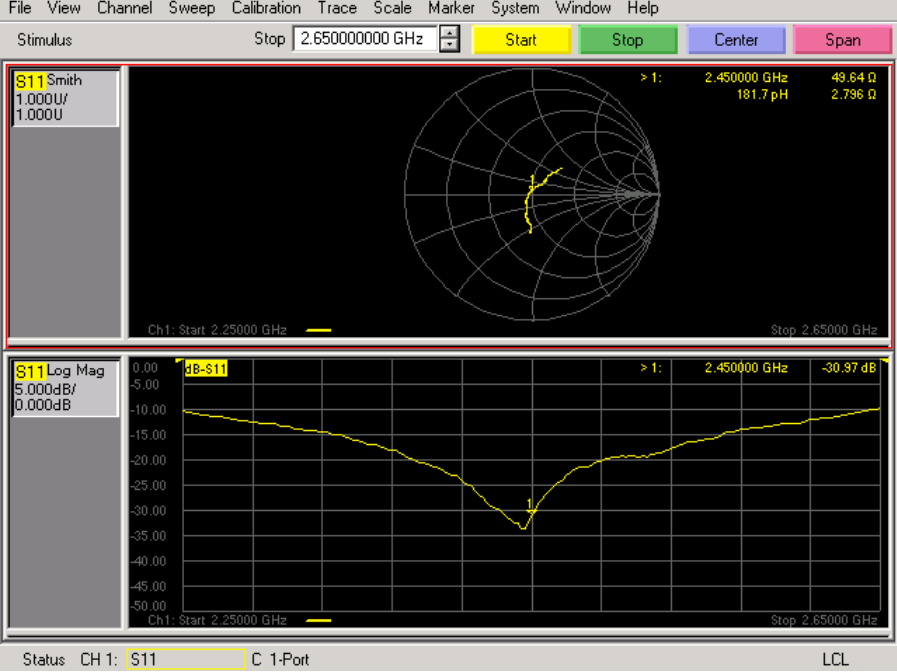 File View Channel Sweep Calibration Trace Scale Marker System Window Help
Stimulus Stop 2.650000000 GHz Start Stop Center Span
S11 Smith
1.000U/
1.000U
> 1: 2.450000 GHz 49.64 Ω
181.7 pH 2.796 Ω
1
Ch1: Start 2.25000 GHz Stop 2.65000 GHz
S11 Log Mag
5.000dB/
0.000dB
dB-S11
> 1: 2.450000 GHz -30.97 dB
0.00
-5.00
-10.00
-15.00
-20.00
-25.00
-30.00
-35.00
-40.00
-45.00
-50.00
1
Ch1: Start 2.25000 GHz Stop 2.65000 GHz
Status CH 1: S11 C 1-Port LCL